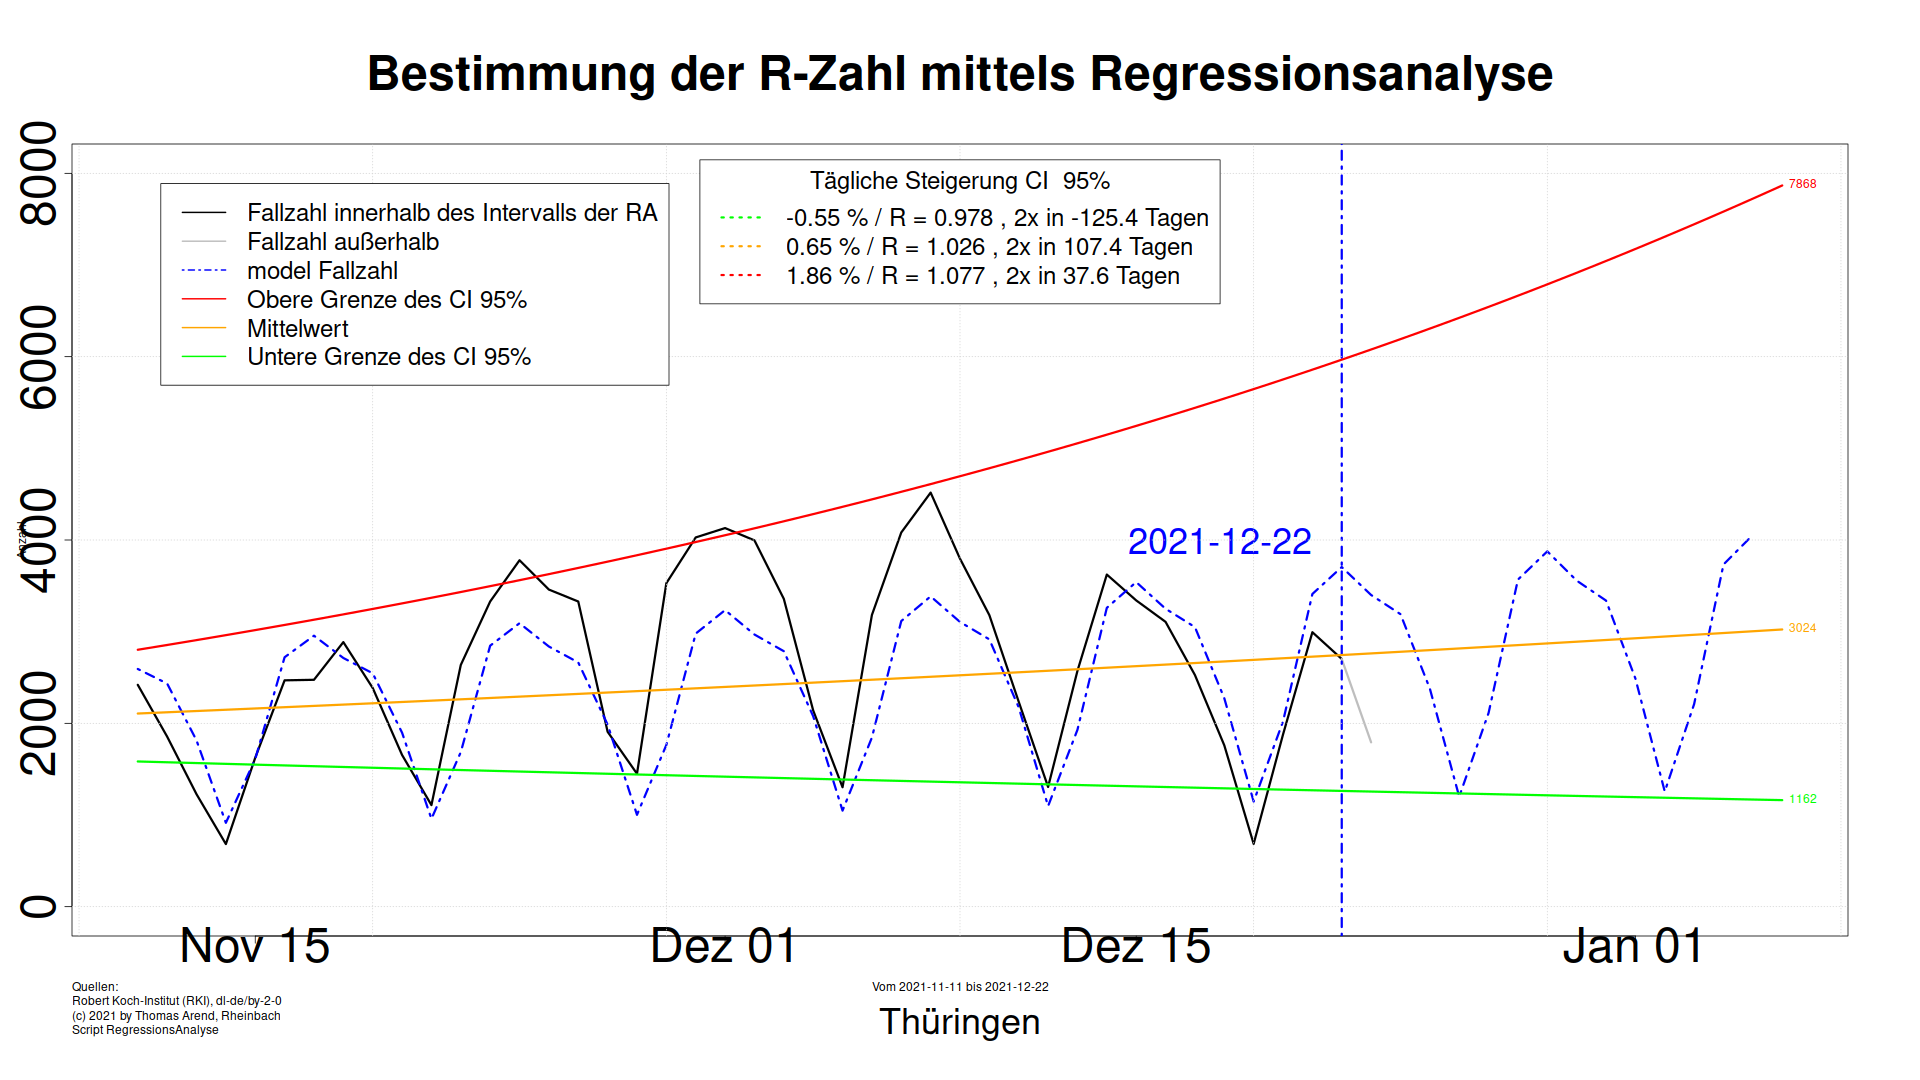 Bestimmung der R-Zahl mittels Regressionsanalyse
8000
6000
4000
2000
0
Anzahl
Fallzahl innerhalb des Intervalls der RA
Fallzahl außerhalb
model Fallzahl
Obere Grenze des CI 95%
Mittelwert
Untere Grenze des CI 95%
Tägliche Steigerung CI 95%
-0.55 % / R = 0.978 , 2x in -125.4 Tagen
0.65 % / R = 1.026 , 2x in 107.4 Tagen
1.86 % / R = 1.077 , 2x in 37.6 Tagen
7868
2021-12-22
3024
1162
Nov 15
Dez 01
Dez 15
Jan 01
Quellen:
Robert Koch-Institut (RKI), dl-de/by-2-0
(c) 2021 by Thomas Arend, Rheinbach
Script RegressionsAnalyse
Vom 2021-11-11 bis 2021-12-22
Thüringen